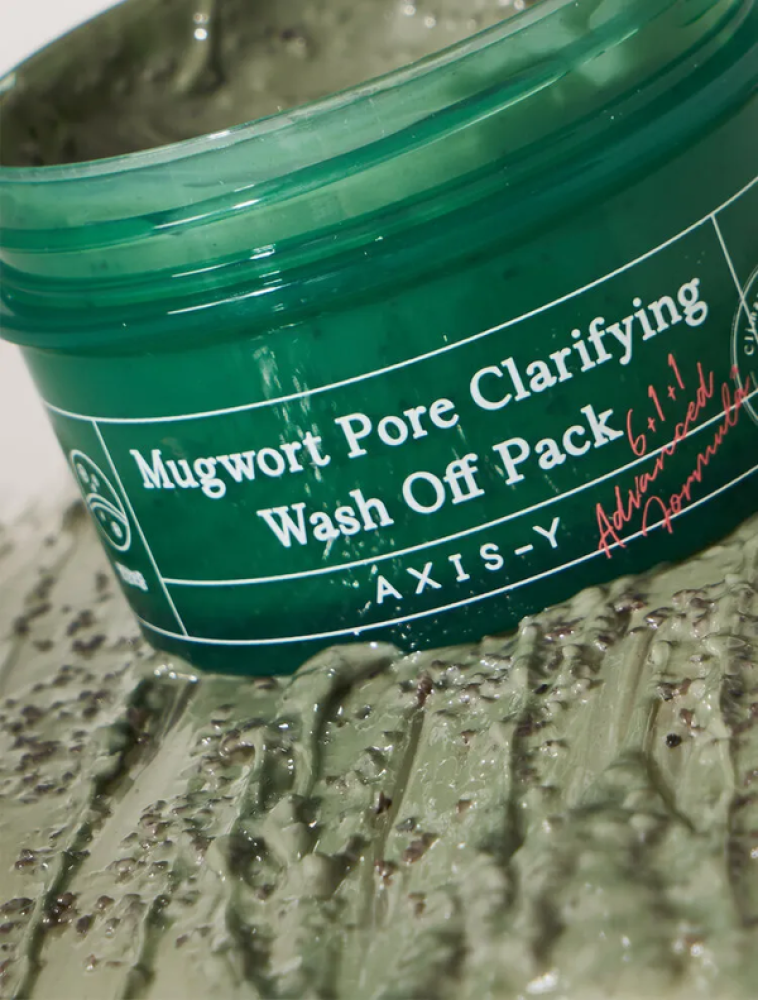 Mugwort Pore Clarifying
Wash Off Pack
6+1+1
Advanced
Formula
AXIS-Y